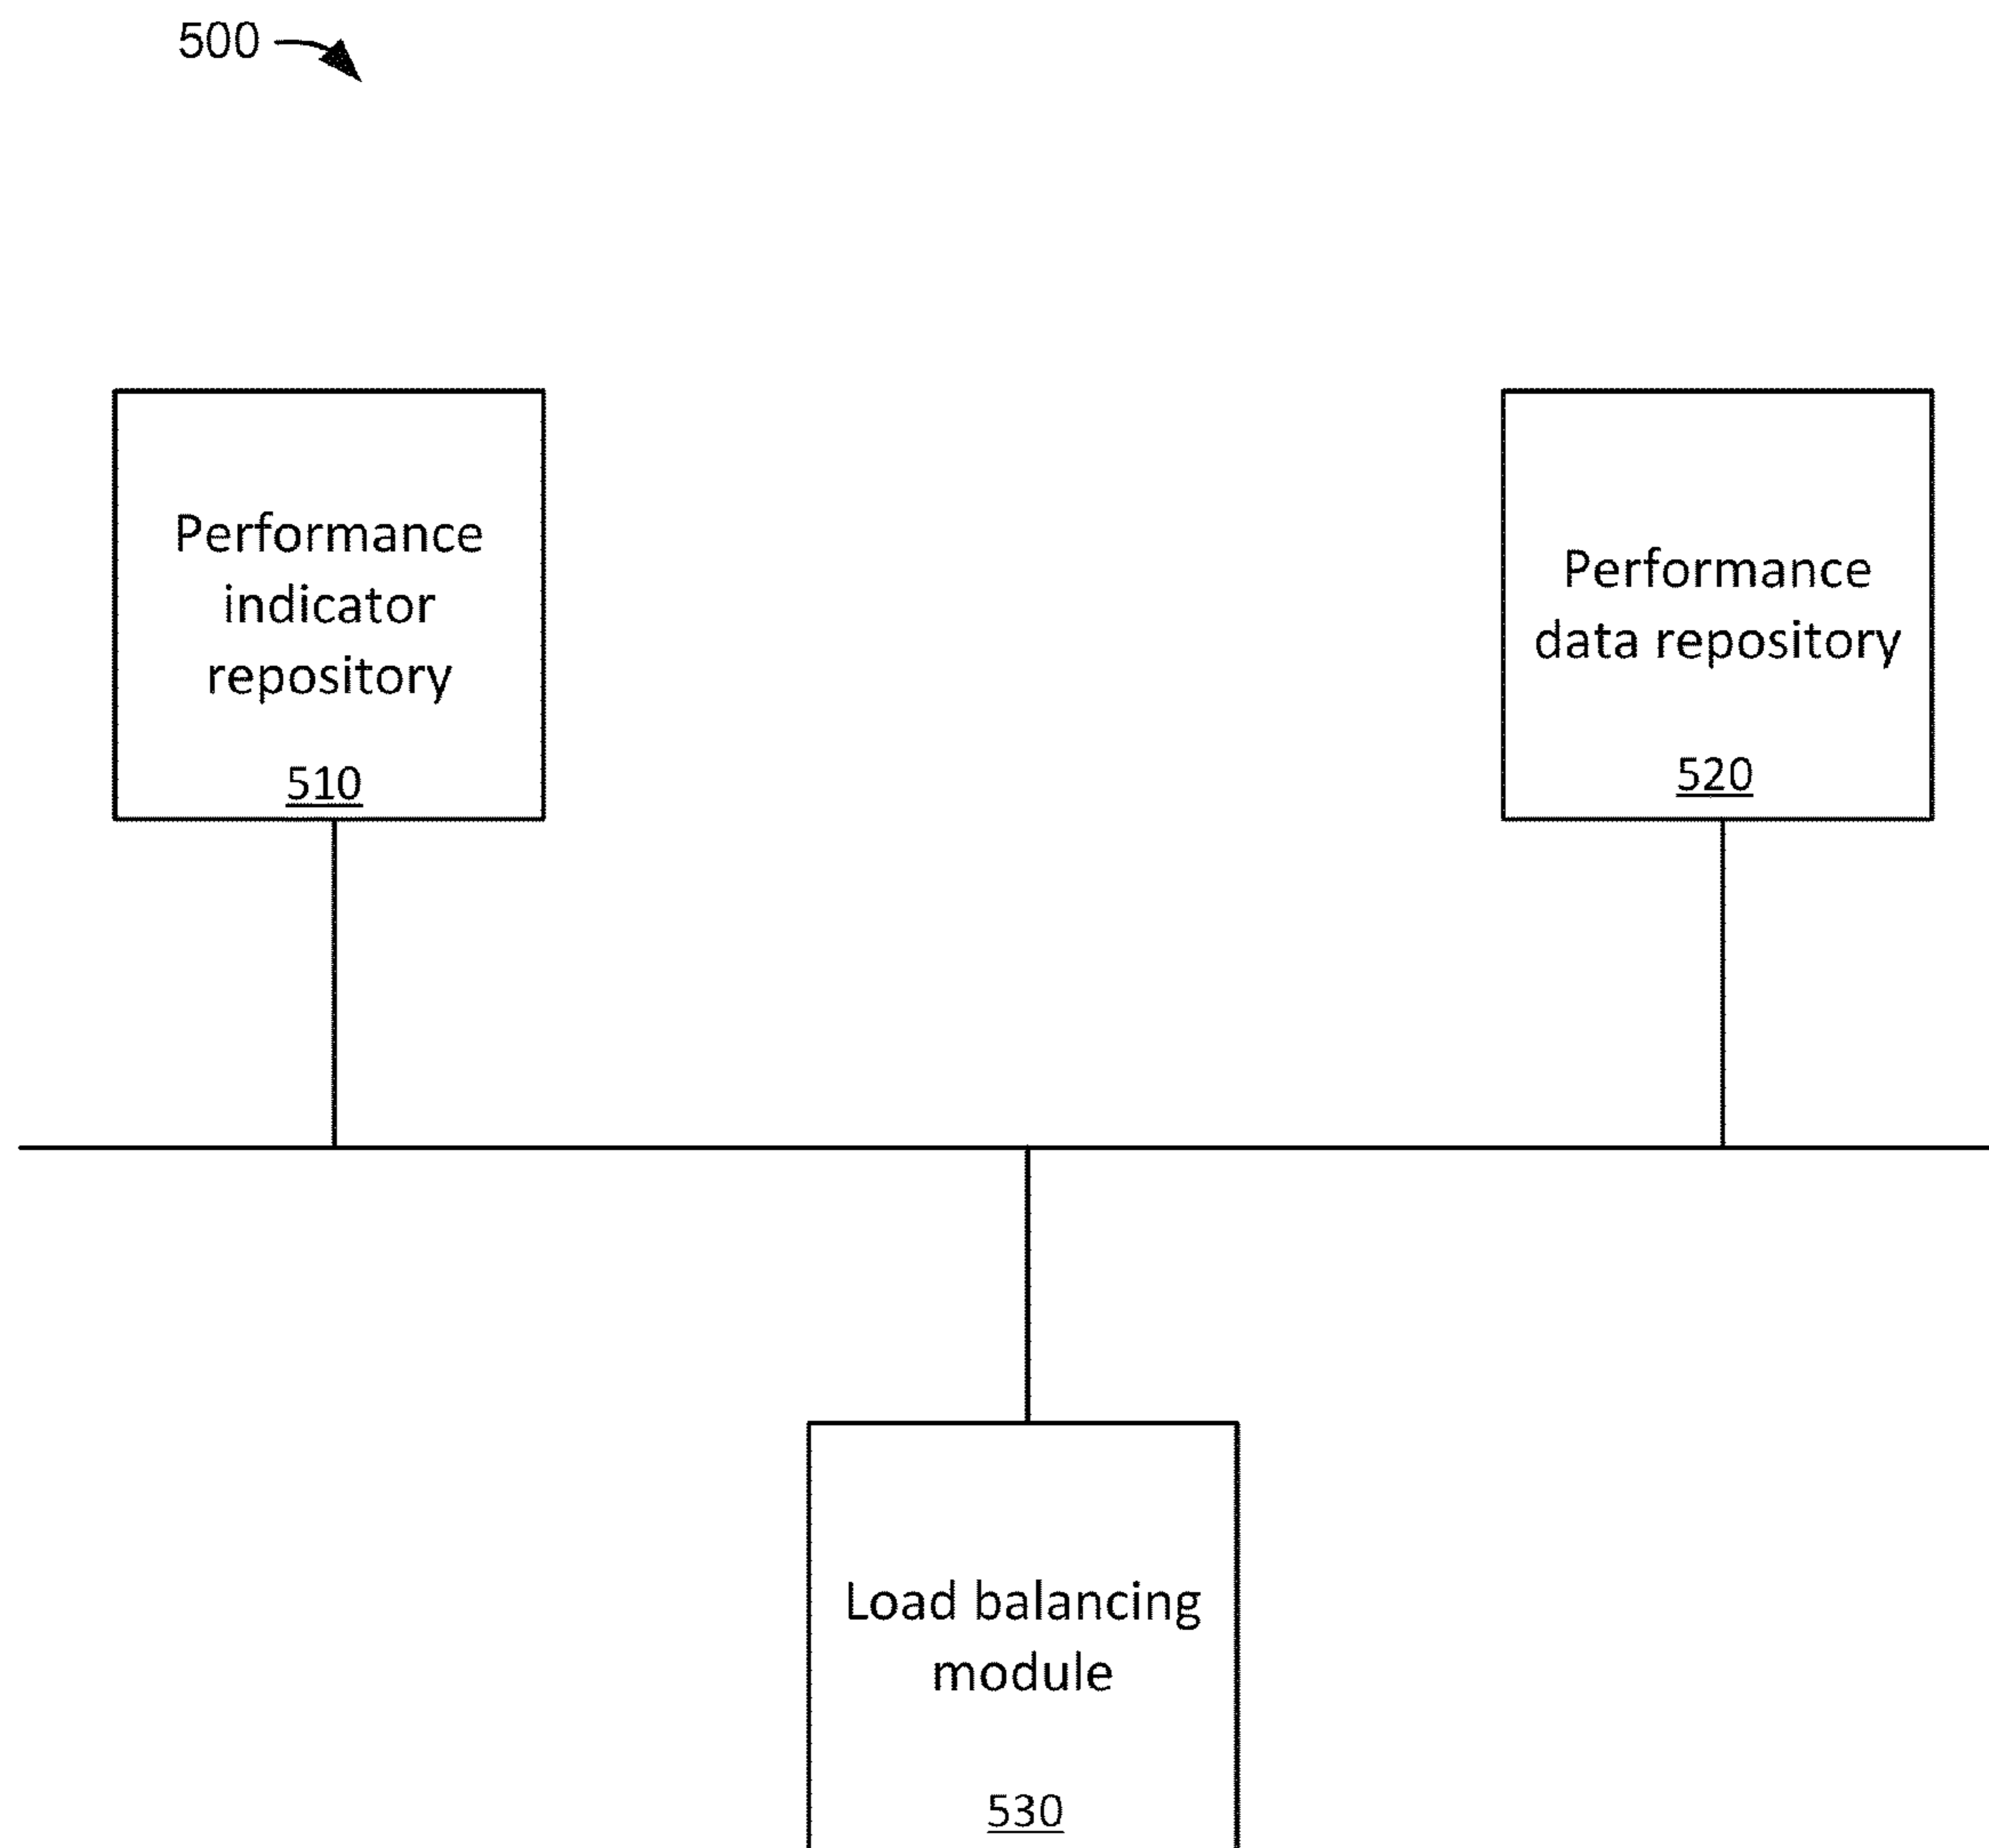 500
Performance
indicator
repository
510
Performance
data repository
520
Load balancing
module
530